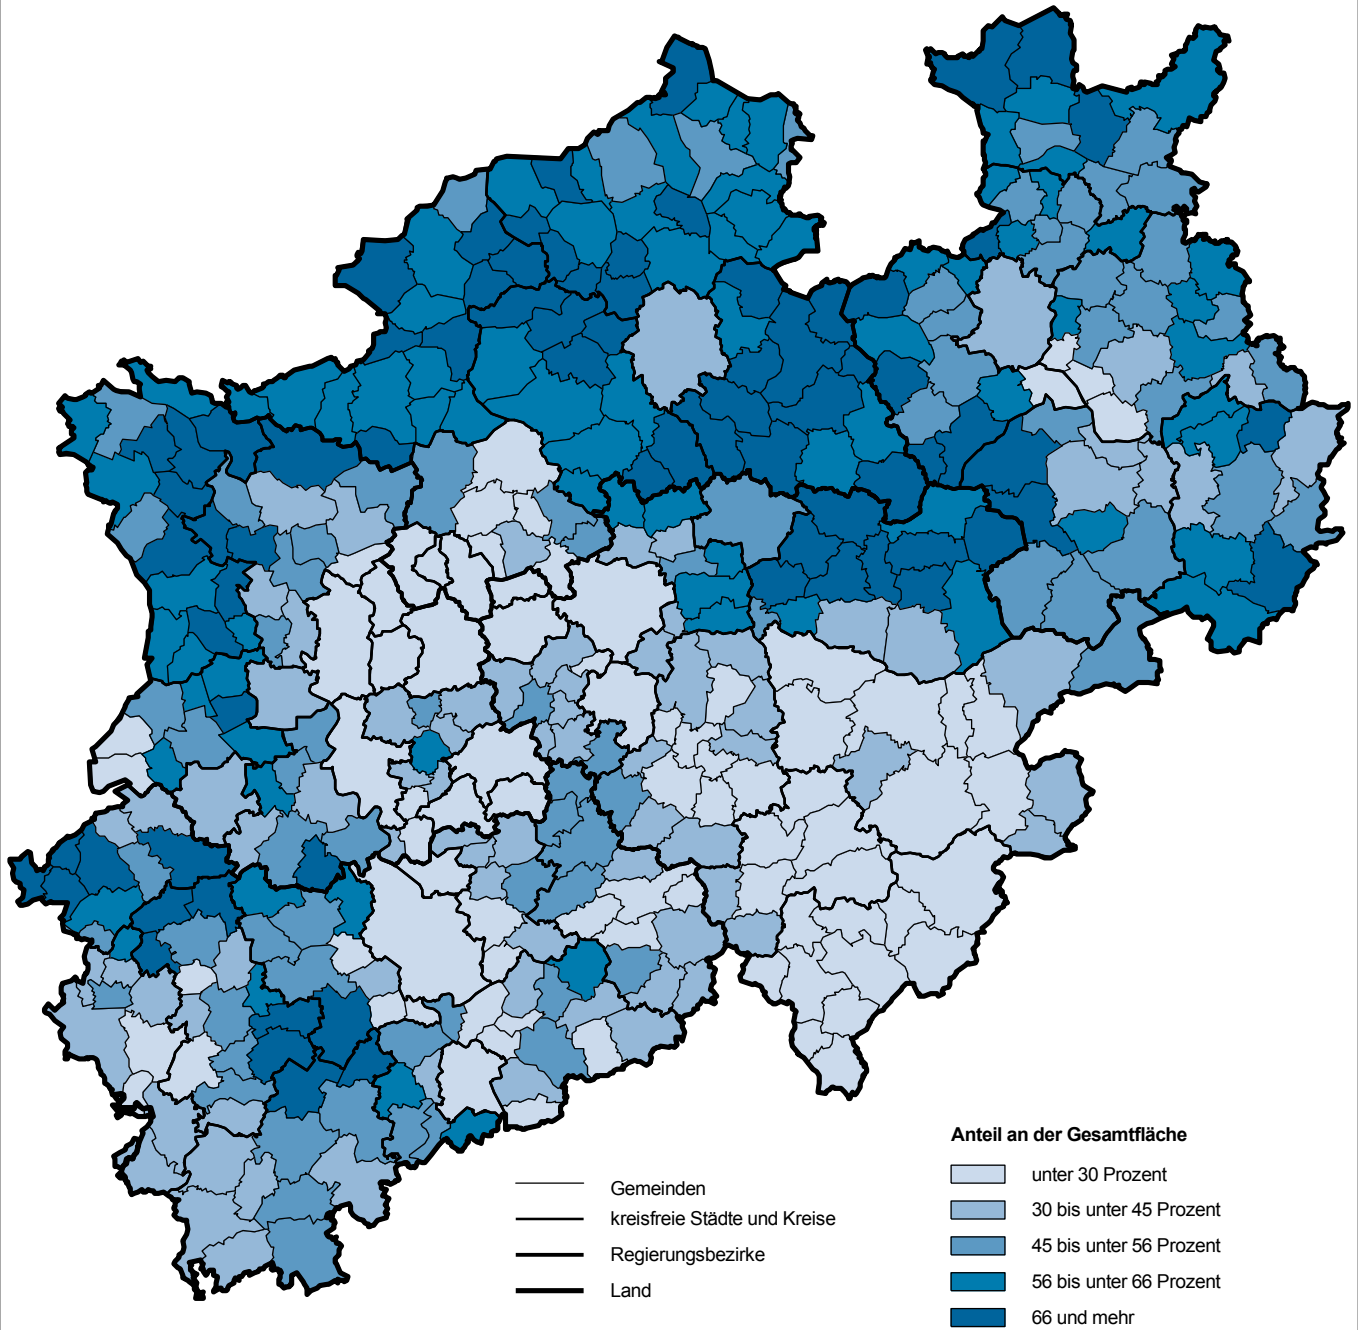 Gemeinden
kreisfreie Städte und Kreise
Regierungsbezirke
Land
Anteil an der Gesamtfläche
unter 30 Prozent
30 bis unter 45 Prozent
45 bis unter 56 Prozent
56 bis unter 66 Prozent
66 und mehr